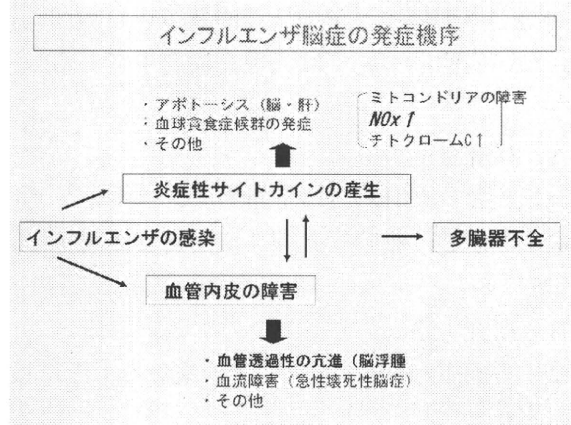 インフルエンザ脳症の発症機序
・アポトーシス（脳・肝）
・血球貪食症候群の発症
・その他
ミトコンドリアの障害
NOx↑
チトクロームC↑
炎症性サイトカインの産生
インフルエンザの感染
多臓器不全
血管内皮の障害
・血管透過性の亢進（脳浮腫
・血流障害（急性壊死性脳症）
・その他